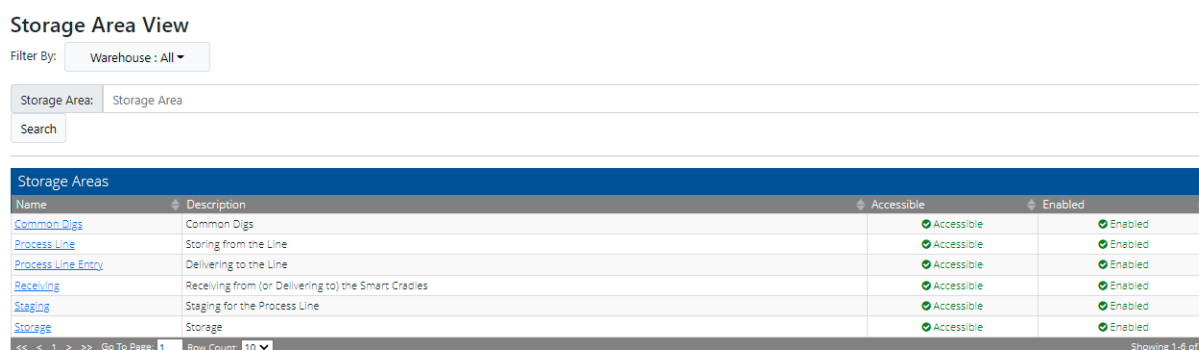 Storage Area View
Filter By: Warehouse : All
Storage Area: Storage Area
Search
Storage Areas
Name Description Accessible Enabled
Common Digs Common Digs Accessible Enabled
Process Line Storing from the Line Accessible Enabled
Process Line Entry Delivering to the Line Accessible Enabled
Receiving Receiving from (or Delivering to) the Smart Cradles Accessible Enabled
Staging Staging for the Process Line Accessible Enabled
Storage Storage Accessible Enabled
<< < 1 > >> Go To Page: 1 Row Count: 10 Showing 1-6 of